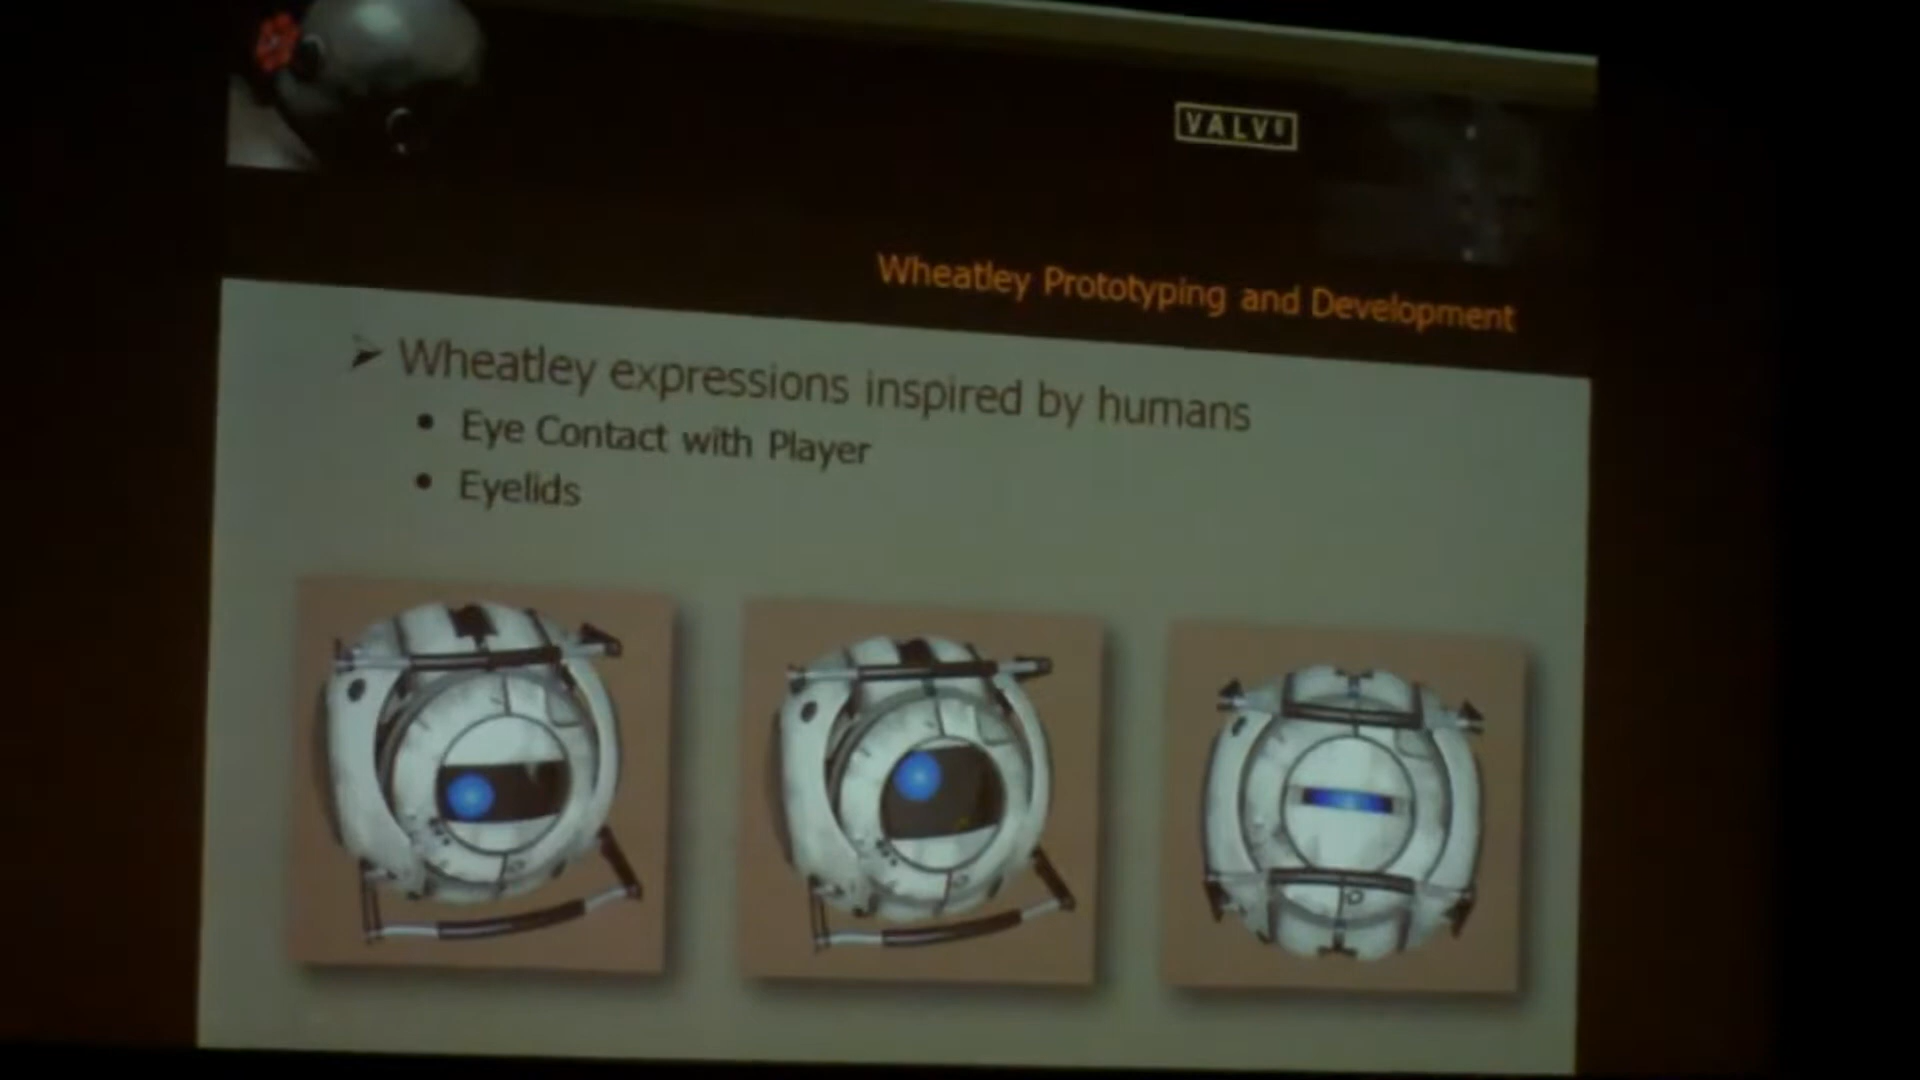 VALVE
Wheatley Prototyping and Development
Wheatley expressions inspired by humans
Eye Contact with Player
Eyelids